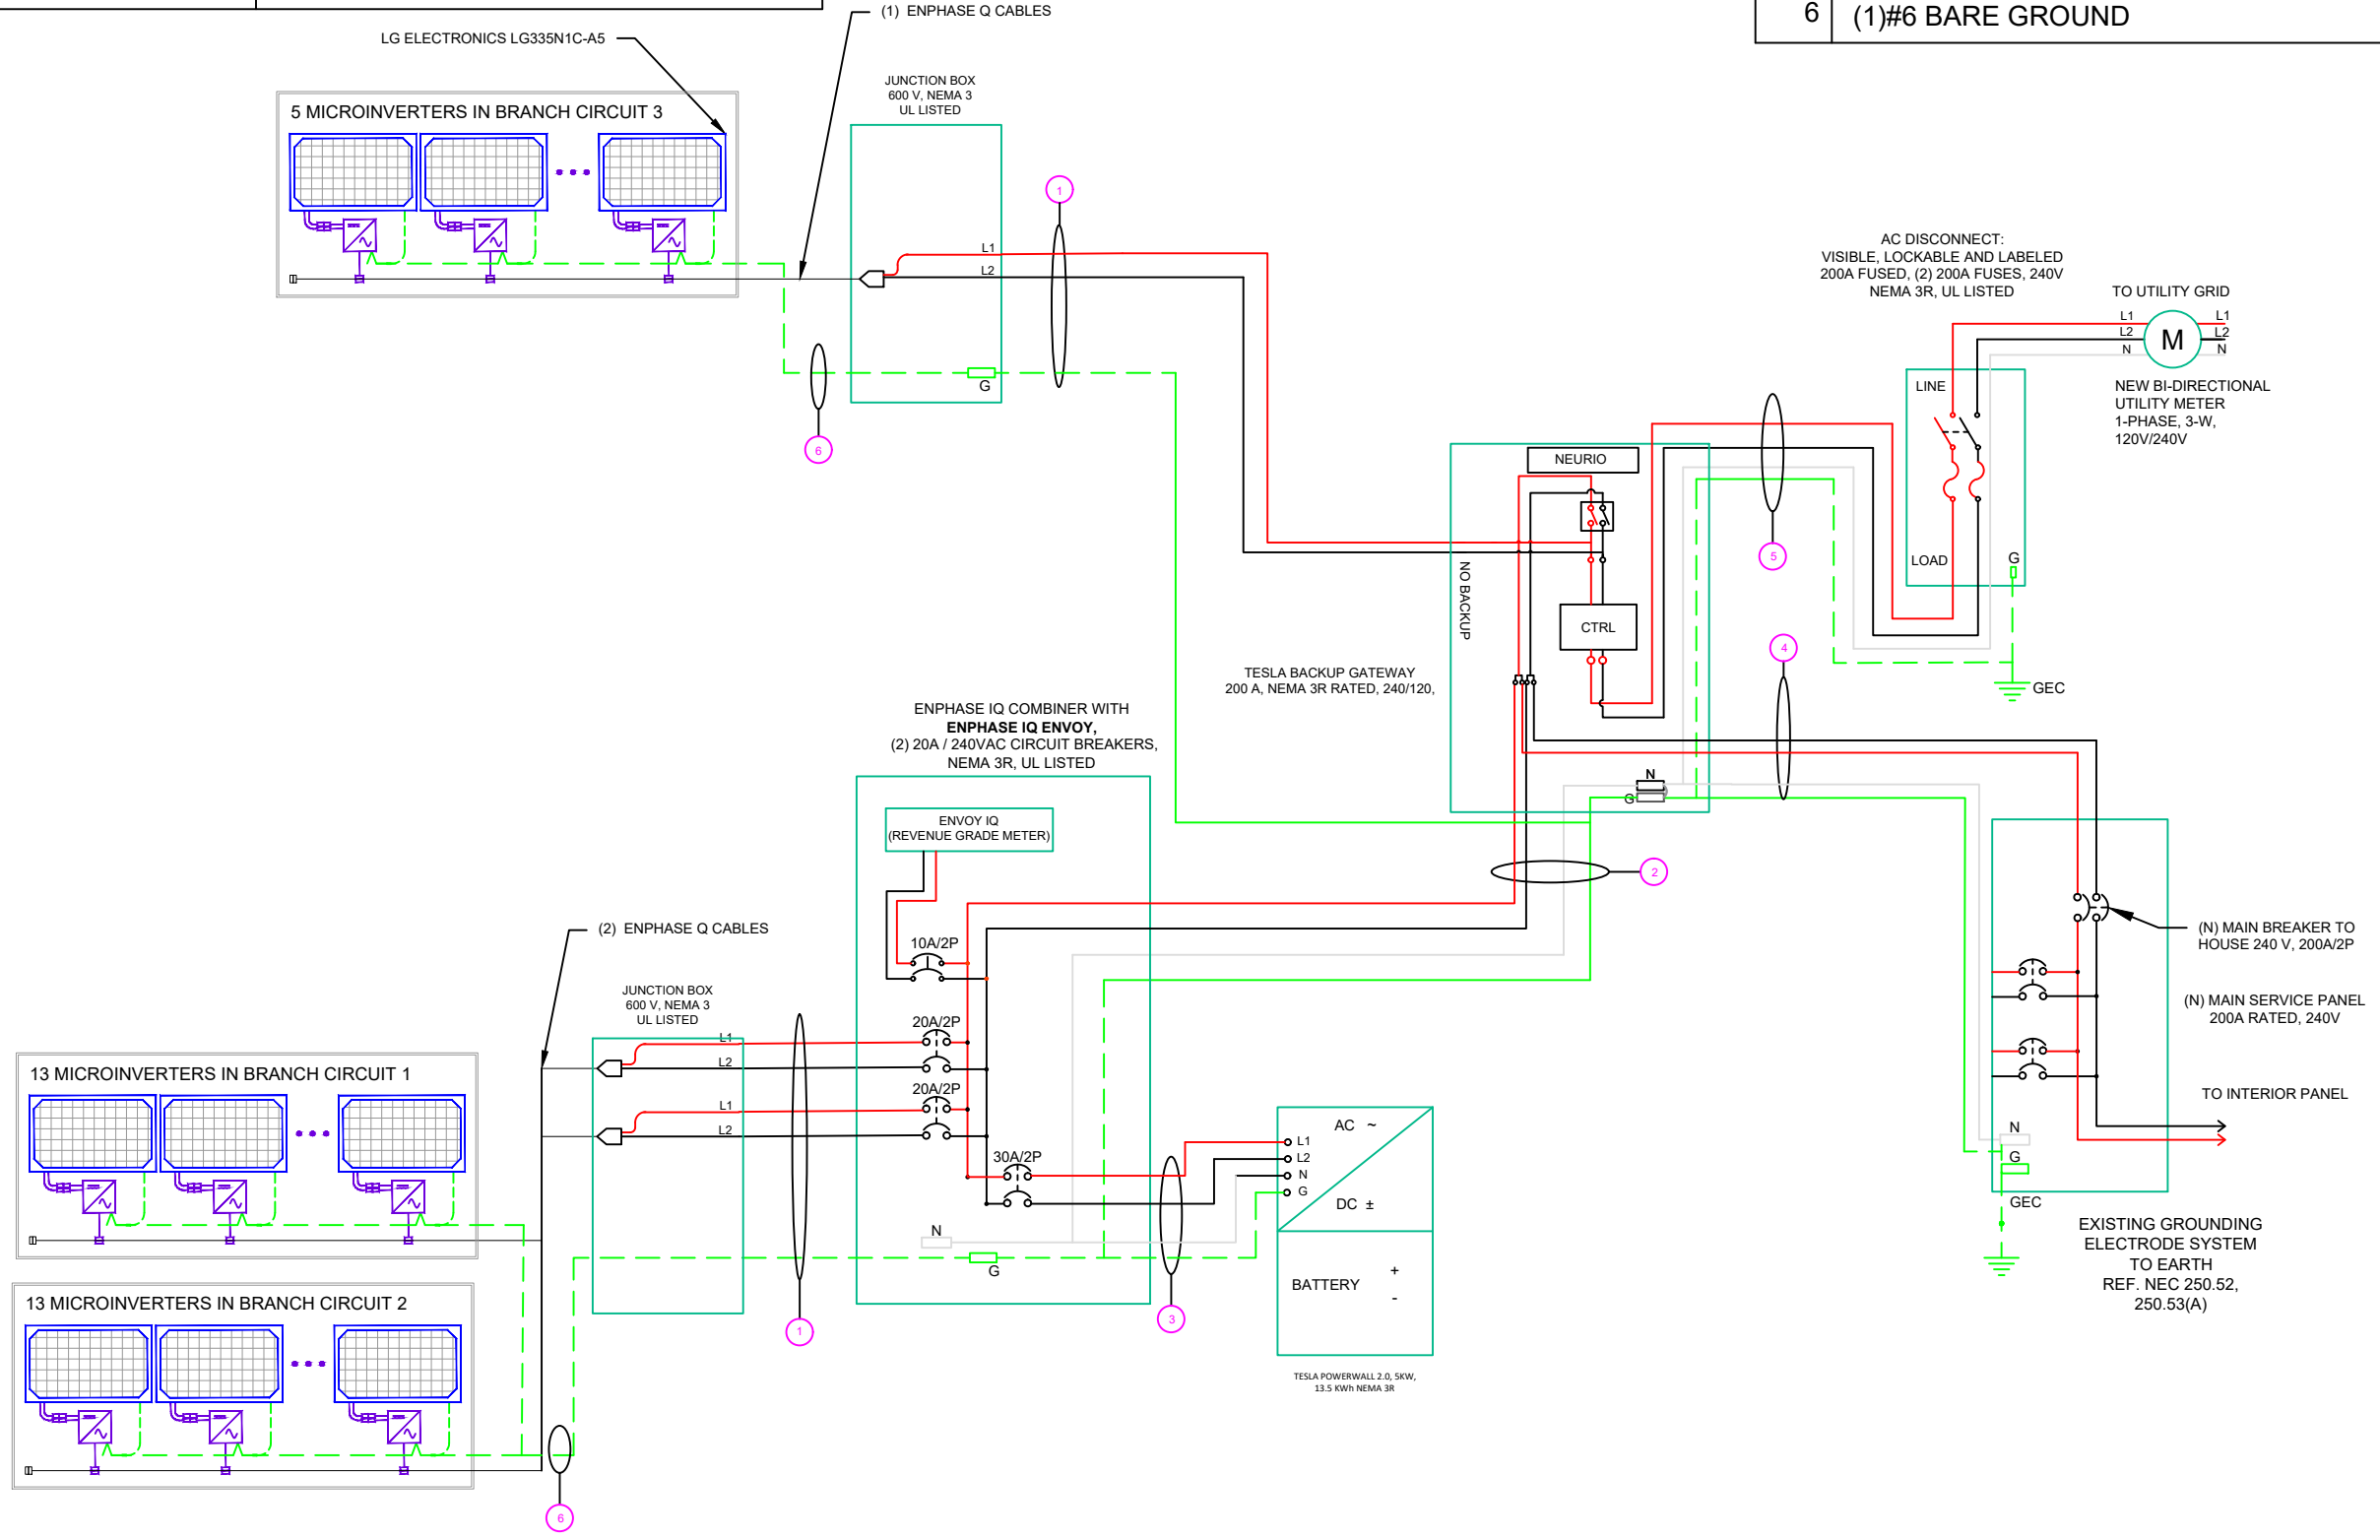 (1) ENPHASE Q CABLES
6
(1)#6 BARE GROUND
LG ELECTRONICS LG335N1C-A5
JUNCTION BOX
600 V, NEMA 3
UL LISTED
5 MICROINVERTERS IN BRANCH CIRCUIT 3
1
L1
L2
G
6
AC DISCONNECT:
VISIBLE, LOCKABLE AND LABELED
200A FUSED, (2) 200A FUSES, 240V
NEMA 3R, UL LISTED
TO UTILITY GRID
L1
L2
N
M
L1
L2
N
NEW BI-DIRECTIONAL
UTILITY METER
1-PHASE, 3-W,
120V/240V
LINE
LOAD
G
GEC
NEURIO
NO BACKUP
CTRL
5
4
TESLA BACKUP GATEWAY
200 A, NEMA 3R RATED, 240/120,
N
G
2
ENPHASE IQ COMBINER WITH
ENPHASE IQ ENVOY,
(2) 20A / 240VAC CIRCUIT BREAKERS,
NEMA 3R, UL LISTED
ENVOY IQ
(REVENUE GRADE METER)
10A/2P
20A/2P
20A/2P
30A/2P
N
G
(2) ENPHASE Q CABLES
JUNCTION BOX
600 V, NEMA 3
UL LISTED
L1
L2
L1
L2
1
13 MICROINVERTERS IN BRANCH CIRCUIT 1
13 MICROINVERTERS IN BRANCH CIRCUIT 2
6
3
AC ~
L1
L2
N
G
DC ±
BATTERY
+
-
TESLA POWERWALL 2.0, 5KW,
13.5 KWh NEMA 3R
(N) MAIN BREAKER TO
HOUSE 240 V, 200A/2P
(N) MAIN SERVICE PANEL
200A RATED, 240V
TO INTERIOR PANEL
N
G
GEC
EXISTING GROUNDING
ELECTRODE SYSTEM
TO EARTH
REF. NEC 250.52,
250.53(A)